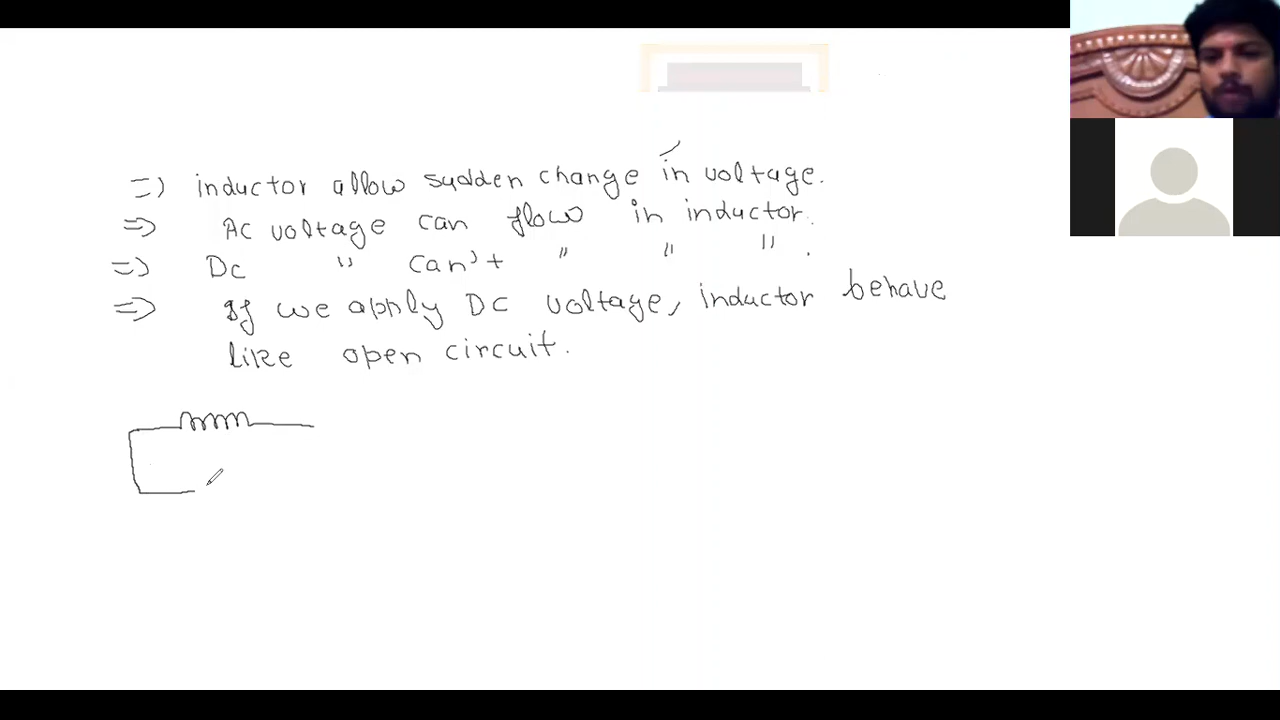 => inductor allow sudden change in voltage.
=> Ac voltage can flow in inductor.
=> Dc " can't " " " .
=> If we apply DC voltage, inductor behave
like open circuit.